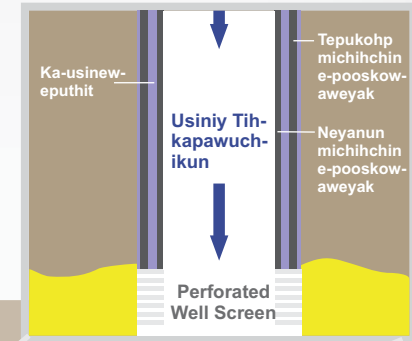 Ka-usinew-
eputhit
Usiniy Tih-
kapawuch-
ikun
Tepukohp
michihchin
e-pooskow-
aweyak
Neyanun
michihchin
e-pooskow-
aweyak
Perforated
Well Screen